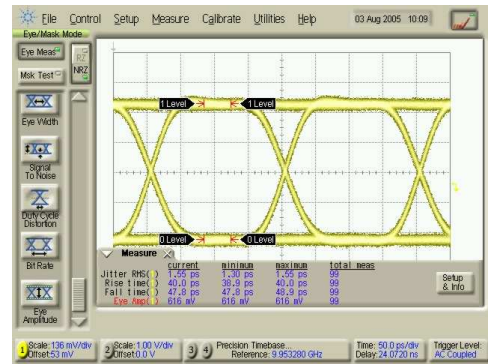 File Control Setup Measure Calibrate Utilities Help 03 Aug 2005 10:09
Eye/Mask Mode
Eye Meas
Msk Test
RZ
NRZ
Eye Width
Signal
To Noise
Duty Cycle
Distortion
Bit Rate
Eye
Amplitude
1 Level 1 Level
0 Level 0 Level
Measure
current minimum maximum total meas
Jitter RMS( ) 1.55 ps 1.30 ps 1.55 ps 99
Rise time( ) 40.0 ps 38.9 ps 40.0 ps 99
Fall time( ) 47.8 ps 47.8 ps 48.9 ps 99
Eye Amp( ) 616 mV 616 mV 616 mV 99
Setup
& Info
1 Scale:136 mV/div
Offset:53 mV
2 Scale:1.00 V/div
Offset:0.0 V
3 4 Precision Timebase...
Reference: 9.953280 GHz
Time: 50.0 ps/div
Delay:24.0720 ns
Trigger Level:
AC Coupled